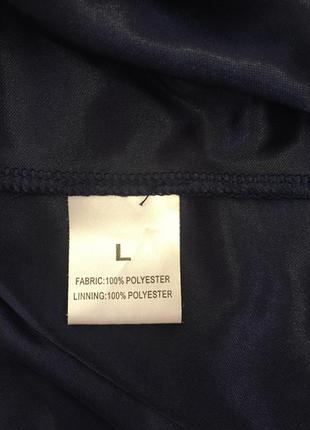 L
FABRIC:100% POLYESTER
LINNING:100% POLYESTER